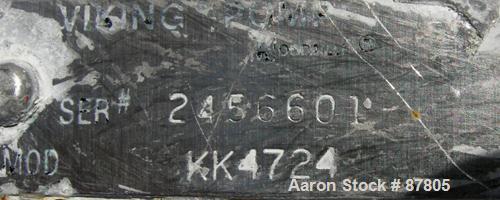 VIKING PUMP
SER# 2456601
MOD KK4724
Aaron Stock # 87805